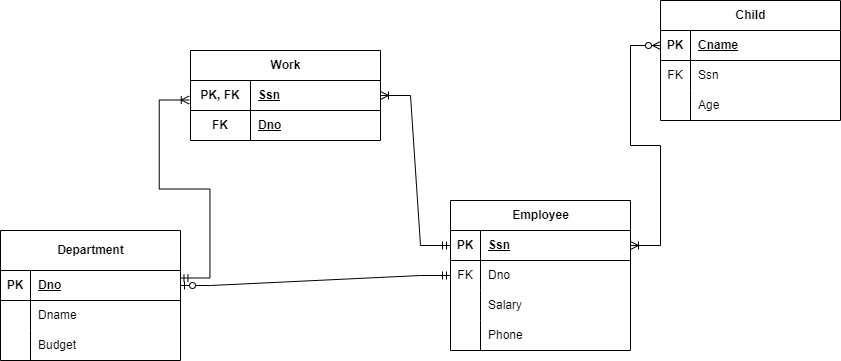 Child
PK Cname
FK Ssn
Age
Work
PK, FK Ssn
FK Dno
Employee
PK Ssn
FK Dno
Salary
Phone
Department
PK Dno
Dname
Budget